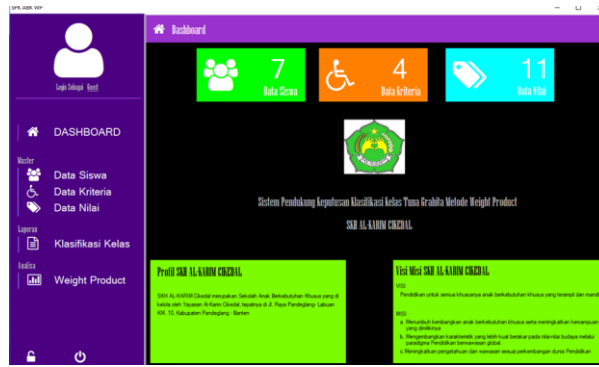 SPK ABK WP
Dashboard
Login Sebagai Guest
7
Data Siswa
4
Data Kriteria
11
Data Nilai
DASHBOARD
Master
Data Siswa
Data Kriteria
Data Nilai
Laporan
Klasifikasi Kelas
Analisa
Weight Product
Sistem Pendukung Keputusan Klasifikasi Kelas Tuna Grahita Metode Weight Product
SKH AL-KARIM CIKEDAL
Profil SKH AL-KARIM CIKEDAL
SKH AL-KARIM Cikedal merupakan Sekolah Anak Berkebutuhan Khusus yang di
kelola oleh Yayasan Al-Karim Cikedal, tepatnya di Jl. Raya Pandeglang- Labuan
KM, 10, Kabupaten Pandeglang - Banten
Visi Misi SKH AL-KARIM CIKEDAL
VISI
Pendidikan untuk semua khususnya anak berkebutuhan khusus yang terampil dan mandi
MISI
a. Menumbuh kembangkan anak berkebutuhan khusus serta meningkatkan kemampuan
yang dimilikinya
b. Mengembangkan karakteristik yang lebih kuat berakar pada nilai-nilai budaya melalui
paradigma Pendidikan berwawasan global.
c. Meningkatkan pengetahuan dan wawasan sesuai perkembangan dunia Pendidikan